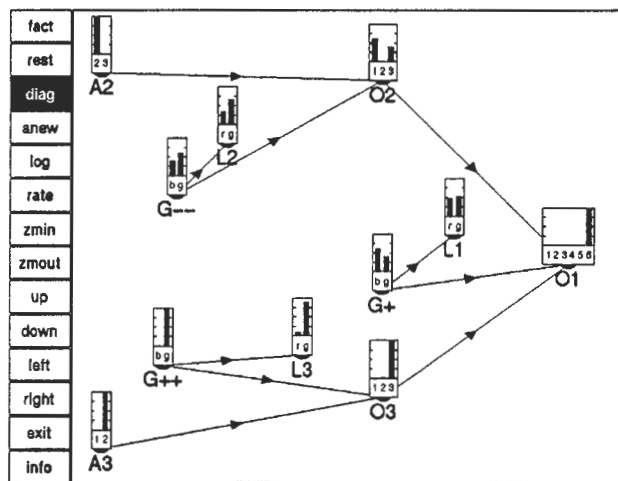 fact
rest
diag
anew
log
rate
zmin
zmout
up
down
left
right
exit
info
2 3
A2
1 2 3
O2
r g
L2
b g
G--
r g
L1
1 2 3 4 5 6
O1
b g
G+
r g
L3
b g
G++
1 2 3
O3
1 2
A3